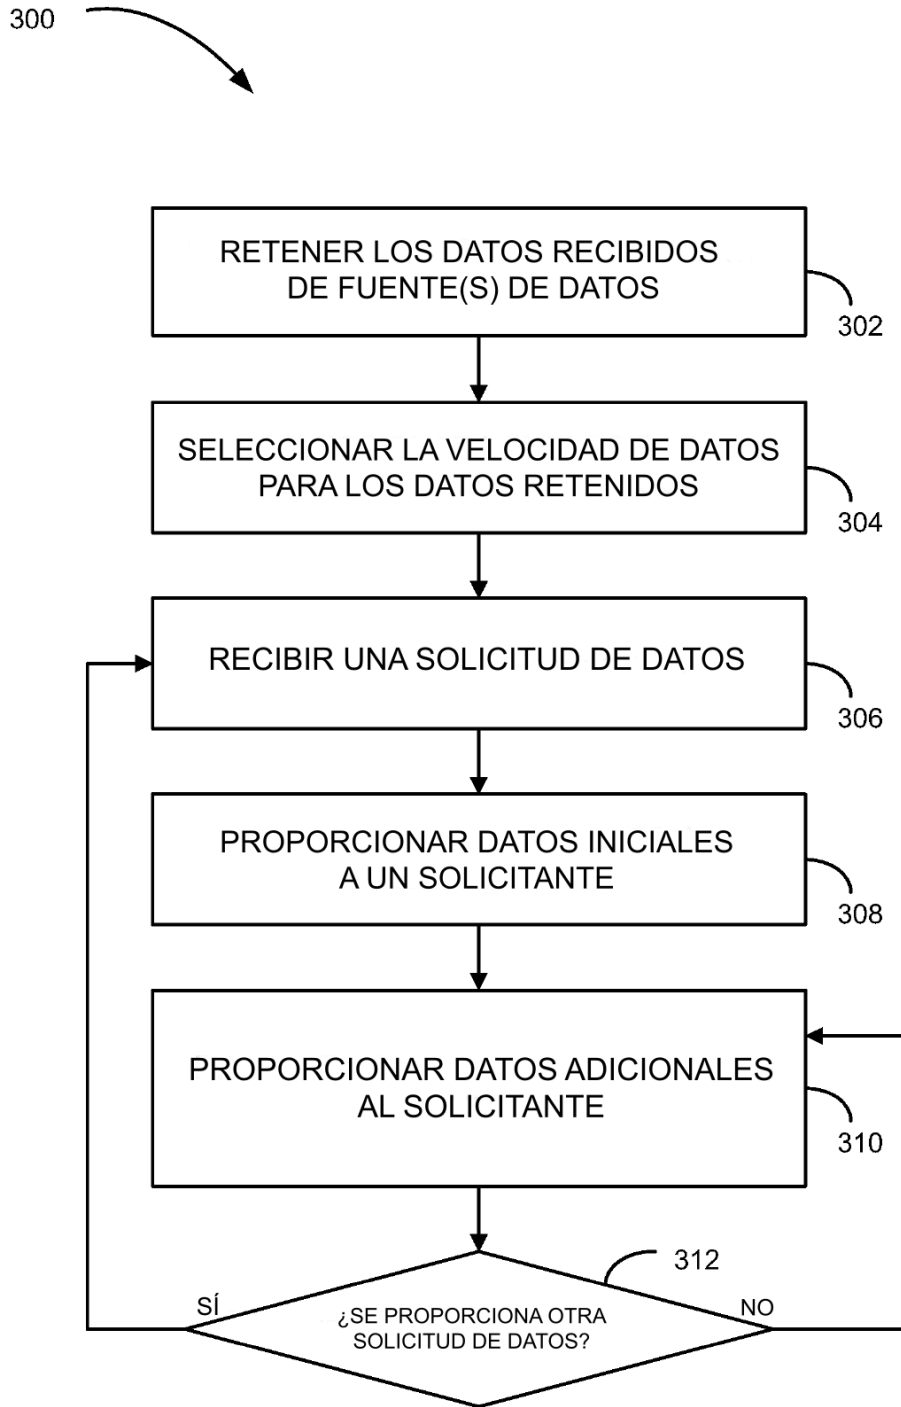 300
RETENER LOS DATOS RECIBIDOS
DE FUENTE(S) DE DATOS
302
SELECCIONAR LA VELOCIDAD DE DATOS
PARA LOS DATOS RETENIDOS
304
RECIBIR UNA SOLICITUD DE DATOS
306
PROPORCIONAR DATOS INICIALES
A UN SOLICITANTE
308
PROPORCIONAR DATOS ADICIONALES
AL SOLICITANTE
310
312
SÍ
¿SE PROPORCIONA OTRA
SOLICITUD DE DATOS?
NO